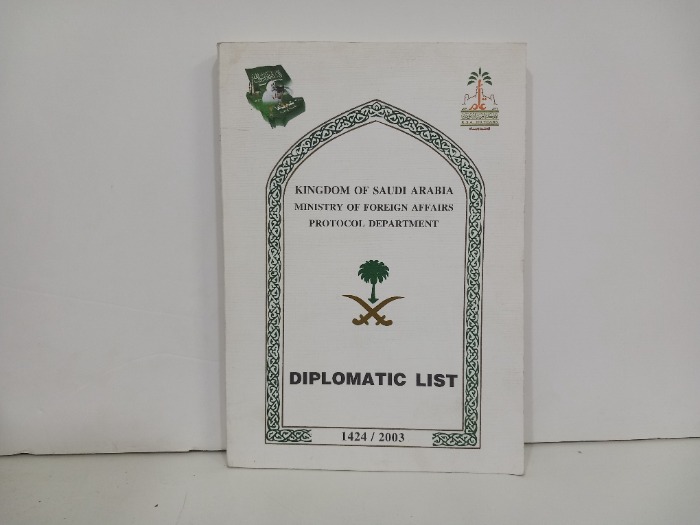 KINGDOM OF SAUDI ARABIA
MINISTRY OF FOREIGN AFFAIRS
PROTOCOL DEPARTMENT
DIPLOMATIC LIST
1424 / 2003